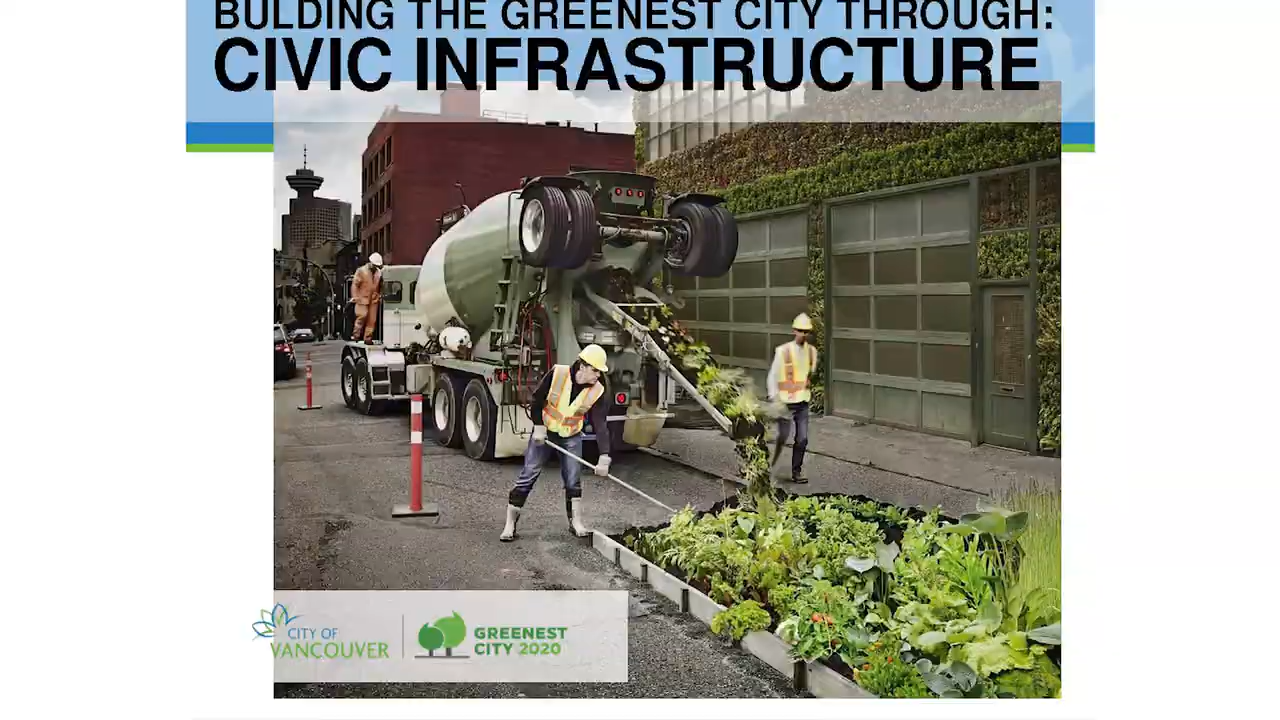 BULDING THE GREENEST CITY THROUGH:
CIVIC INFRASTRUCTURE
CITY OF
VANCOUVER
GREENEST
CITY 2020